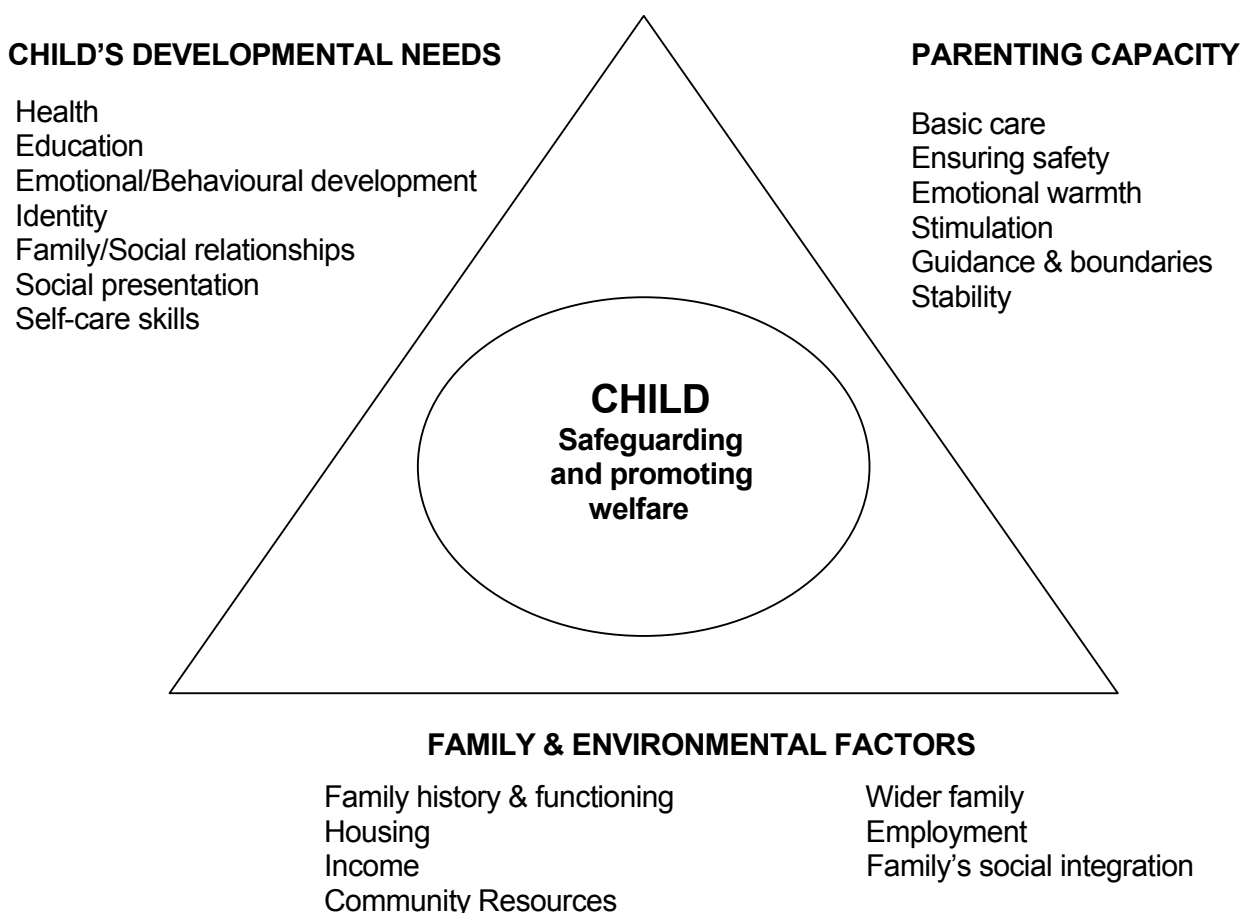 CHILD’S DEVELOPMENTAL NEEDS
Health
Education
Emotional/Behavioural development
Identity
Family/Social relationships
Social presentation
Self-care skills
PARENTING CAPACITY
Basic care
Ensuring safety
Emotional warmth
Stimulation
Guidance & boundaries
Stability
CHILD
Safeguarding
and promoting
welfare
FAMILY & ENVIRONMENTAL FACTORS
Family history & functioning
Housing
Income
Community Resources
Wider family
Employment
Family’s social integration